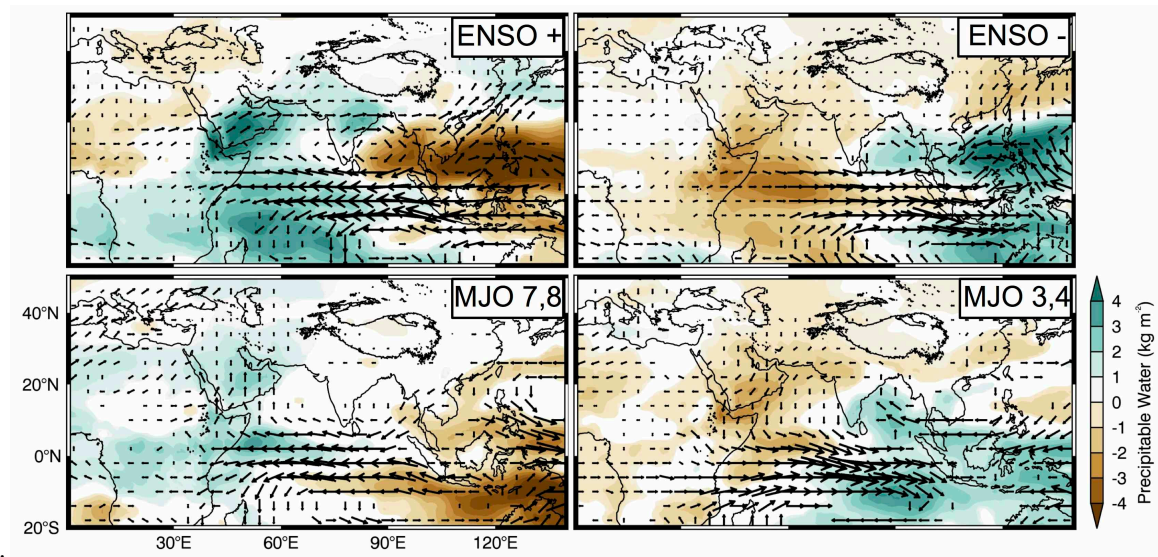 ENSO +
ENSO -
MJO 7,8
MJO 3,4
40°N
20°N
0°N
20°S
30°E
60°E
90°E
120°E
4
3
2
1
0
-1
-2
-3
-4
Precipitable Water (kg m⁻²)